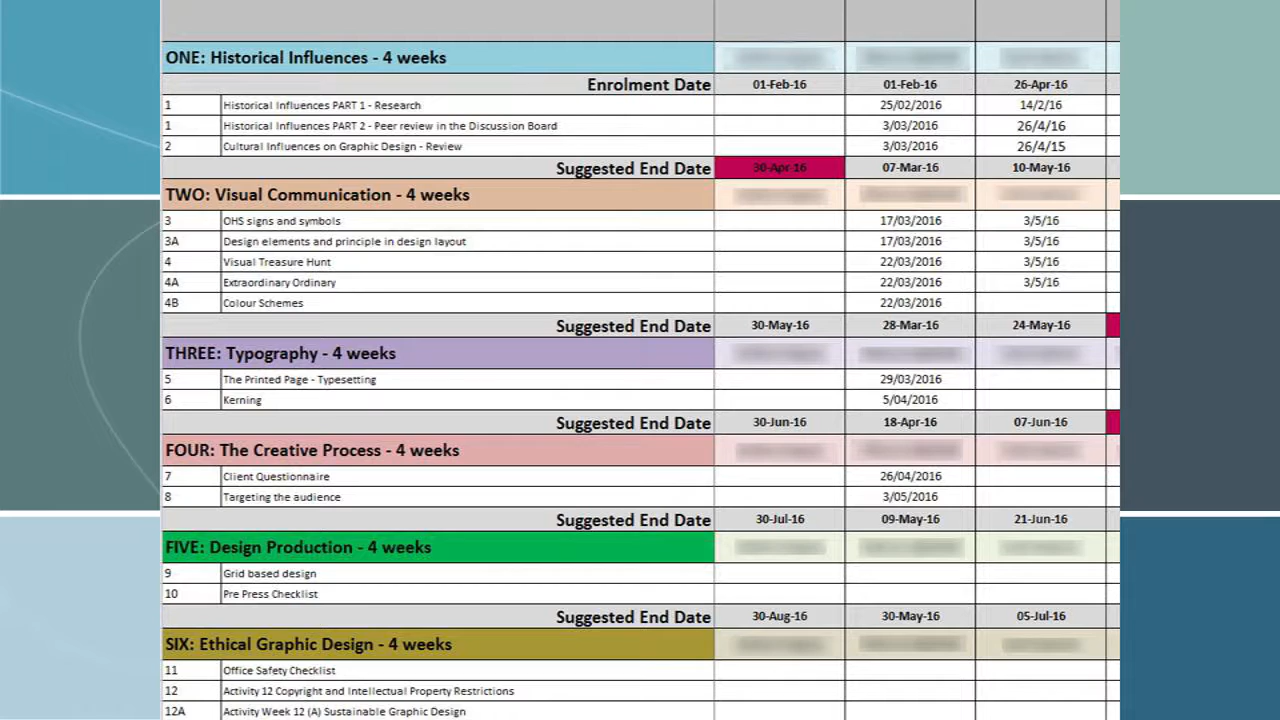 ONE: Historical Influences - 4 weeks
Enrolment Date 01-Feb-16 01-Feb-16 26-Apr-16
1 Historical Influences PART 1 - Research 25/02/2016 14/2/16
1 Historical Influences PART 2 - Peer review in the Discussion Board 3/03/2016 26/4/16
2 Cultural Influences on Graphic Design - Review 3/03/2016 26/4/15
Suggested End Date 30-Apr-16 07-Mar-16 10-May-16
TWO: Visual Communication - 4 weeks
3 OHS signs and symbols 17/03/2016 3/5/16
3A Design elements and principle in design layout 17/03/2016 3/5/16
4 Visual Treasure Hunt 22/03/2016 3/5/16
4A Extraordinary Ordinary 22/03/2016 3/5/16
4B Colour Schemes 22/03/2016
Suggested End Date 30-May-16 28-Mar-16 24-May-16
THREE: Typography - 4 weeks
5 The Printed Page - Typesetting 29/03/2016
6 Kerning 5/04/2016
Suggested End Date 30-Jun-16 18-Apr-16 07-Jun-16
FOUR: The Creative Process - 4 weeks
7 Client Questionnaire 26/04/2016
8 Targeting the audience 3/05/2016
Suggested End Date 30-Jul-16 09-May-16 21-Jun-16
FIVE: Design Production - 4 weeks
9 Grid based design
10 Pre Press Checklist
Suggested End Date 30-Aug-16 30-May-16 05-Jul-16
SIX: Ethical Graphic Design - 4 weeks
11 Office Safety Checklist
12 Activity 12 Copyright and Intellectual Property Restrictions
12A Activity Week 12 (A) Sustainable Graphic Design